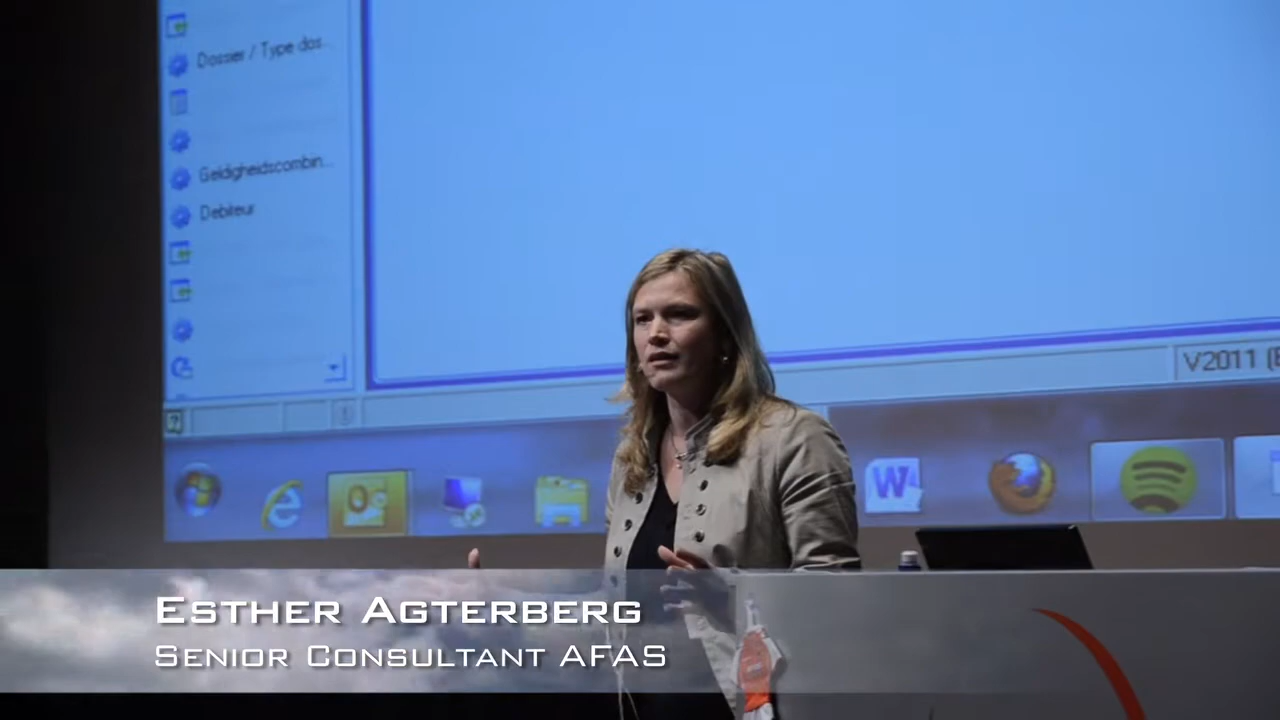 Dossier / Type dos...
Geldigheidscombin...
Debiteur
V2011 (
W
Esther Agterberg
Senior Consultant AFAS